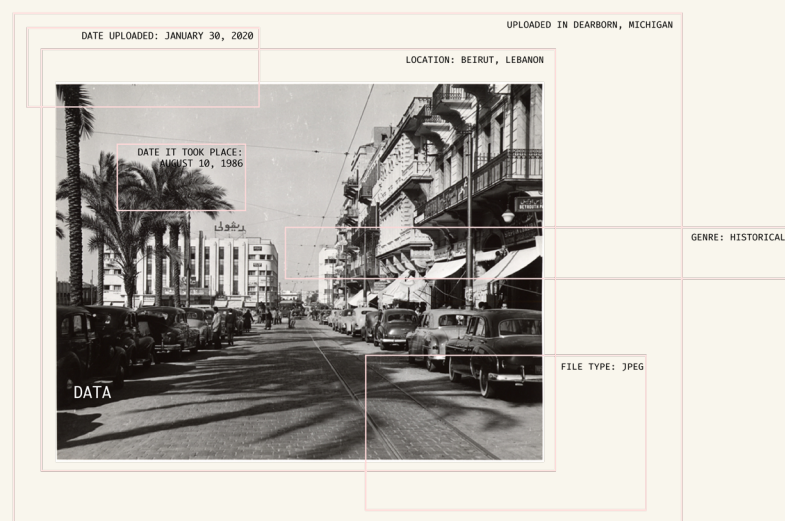 UPLOADED IN DEARBORN, MICHIGAN
DATE UPLOADED: JANUARY 30, 2020
LOCATION: BEIRUT, LEBANON
DATE IT TOOK PLACE:
AUGUST 10, 1986
ريفولي
GENRE: HISTORICAL
FILE TYPE: JPEG
DATA